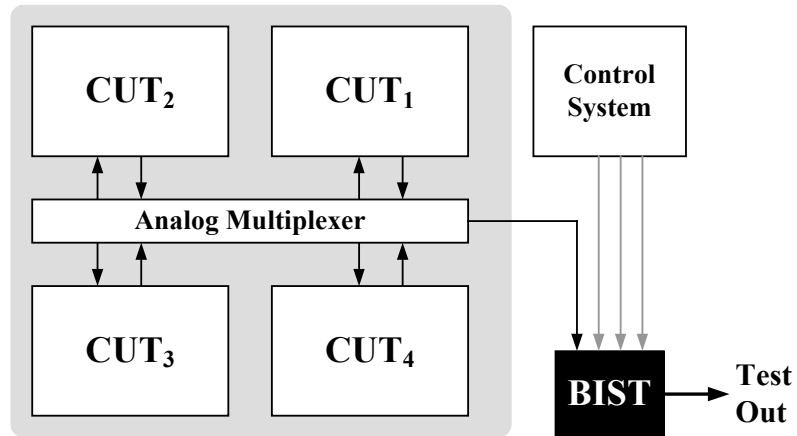 CUT₂
CUT₁
Control
System
Analog Multiplexer
CUT₃
CUT₄
BIST
Test
Out